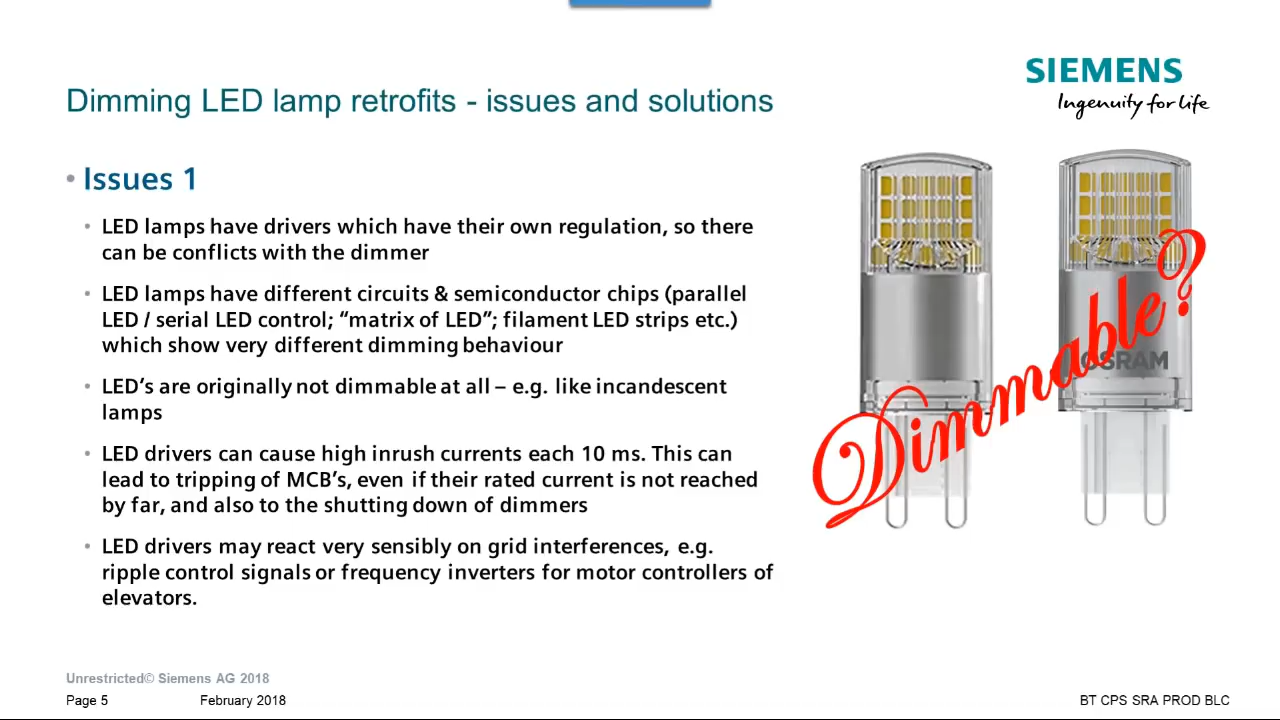 SIEMENS
Ingenuity for life
Dimming LED lamp retrofits - issues and solutions
• Issues 1
• LED lamps have drivers which have their own regulation, so there
can be conflicts with the dimmer
• LED lamps have different circuits & semiconductor chips (parallel
LED / serial LED control; “matrix of LED”; filament LED strips etc.)
which show very different dimming behaviour
• LED’s are originally not dimmable at all – e.g. like incandescent
lamps
• LED drivers can cause high inrush currents each 10 ms. This can
lead to tripping of MCB’s, even if their rated current is not reached
by far, and also to the shutting down of dimmers
• LED drivers may react very sensibly on grid interferences, e.g.
ripple control signals or frequency inverters for motor controllers of
elevators.
Dimmable?
OSRAM
Unrestricted© Siemens AG 2018
Page 5 February 2018 BT CPS SRA PROD BLC